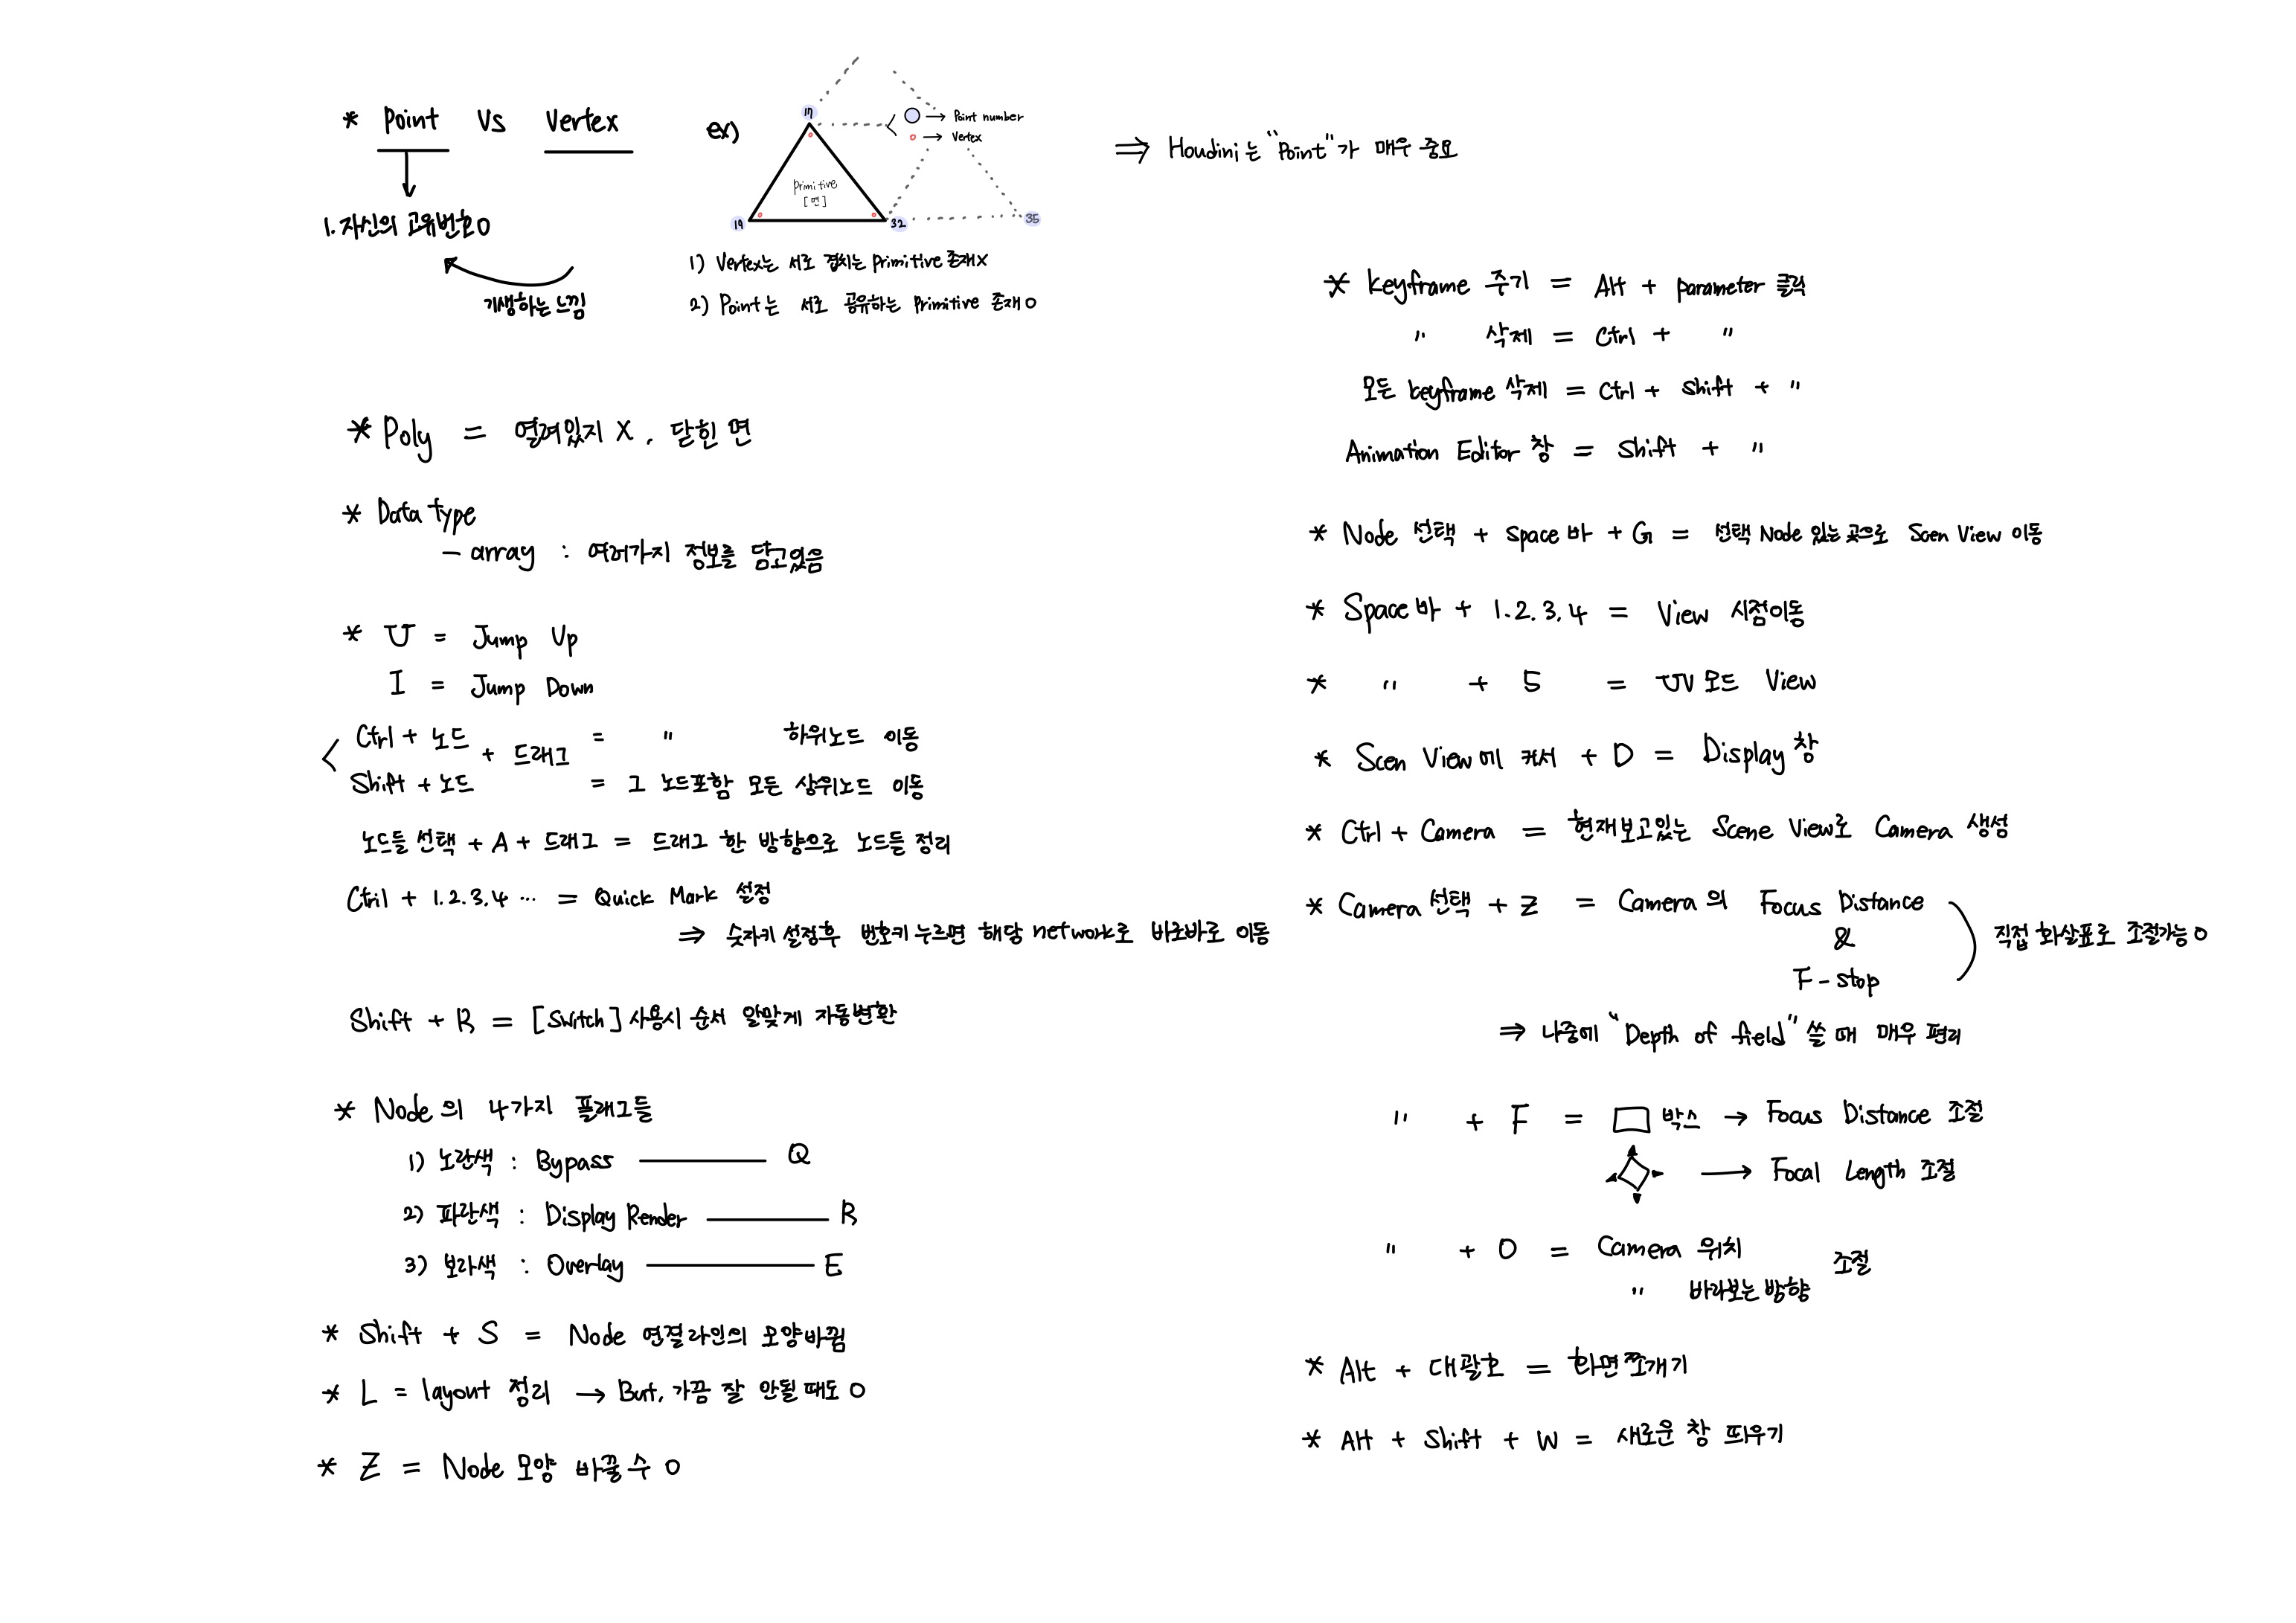 * Point Vs Vertex
1. 자신의 고유번호O
기생하는 느낌
ex)
17
Point number
Vertex
Primitive
[면]
19
32
35
1) Vertex는 서로 겹치는 primitive 존재X
2) Point는 서로 공유하는 Primitive 존재O
⇒ Houdini는 "Point"가 매우 중요
* Poly = 열려있지 X, 닫힌 면
* Data type
- array : 여러가지 정보를 담고있음
* U = Jump Up
I = Jump Down
Ctrl + 노드 + 드래그 = " 하위노드 이동
Shift + 노드 = 그 노드포함 모든 상위노드 이동
노드들 선택 + A + 드래그 = 드래그 한 방향으로 노드들 정리
Ctrl + 1.2.3.4 ... = Quick Mark 설정
⇒ 숫자키 설정후 번호키 누르면 해당 network로 바로바로 이동
Shift + R = [Switch] 사용시 순서 알맞게 자동변환
* Node의 4가지 플래그들
1) 노란색 : Bypass — Q
2) 파란색 : Display Render — R
3) 보라색 : Overlay — E
* Shift + S = Node 연결라인의 모양바뀜
* L = layout 정리 → But, 가끔 잘 안될 때도 O
* Z = Node 모양 바꿀 수 O
* keyframe 주기 = Alt + parameter 클릭
" 삭제 = Ctrl + "
모든 keyframe 삭제 = Ctrl + Shift + "
Animation Editor 창 = Shift + "
* Node 선택 + Space 바 + G = 선택 Node 있는 곳으로 Scen View 이동
* Space 바 + 1.2.3.4 = View 시점이동
* " + 5 = UV 모드 View
* Scen View에 커서 + D = Display 창
* Ctrl + Camera = 현재보고있는 Scene View로 Camera 생성
* Camera 선택 + Z = Camera의 Focus Distance
&
F-stop
직접 화살표로 조절가능 O
⇒ 나중에 "Depth of field" 쓸 때 매우 편리
" + F = 박스 → Focus Distance 조절
→ Focal Length 조절
" + O = Camera 위치
" 바라보는 방향
조절
* Alt + 대괄호 = 화면쪼개기
* Alt + Shift + W = 새로운 창 띄우기